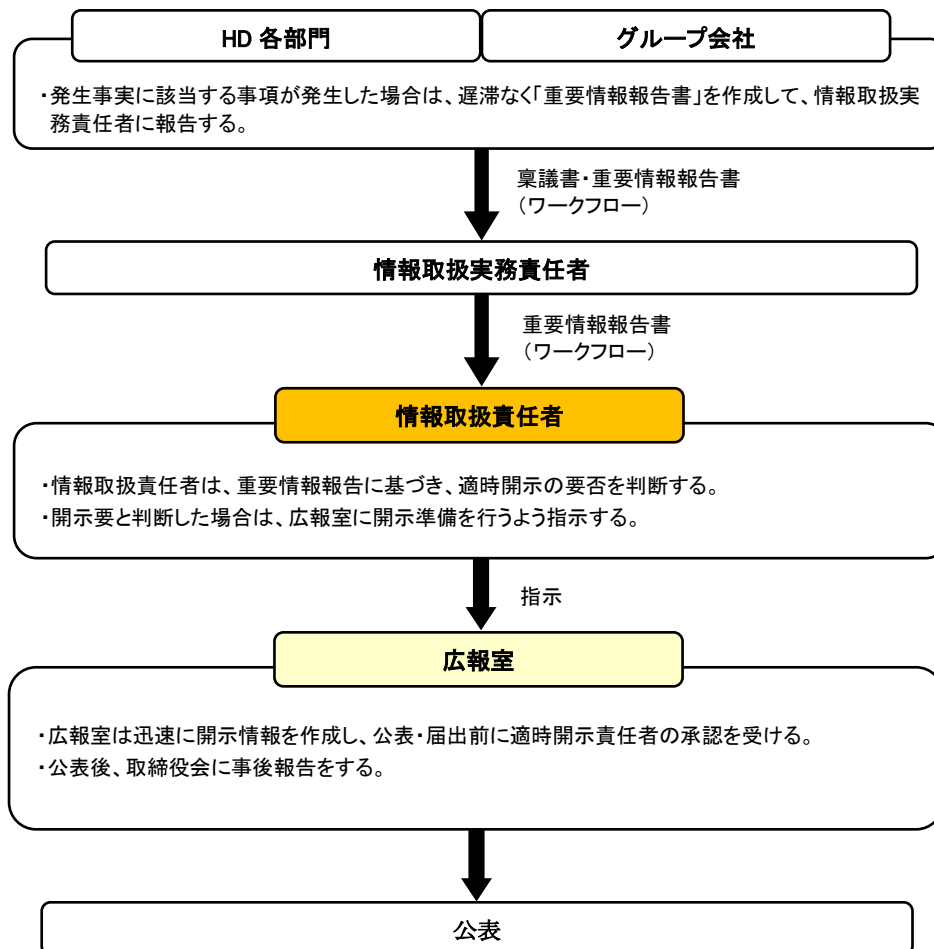 HD 各部門
グループ会社
・発生事実に該当する事項が発生した場合は、遅滞なく「重要情報報告書」を作成して、情報取扱実
務責任者に報告する。
稟議書・重要情報報告書
（ワークフロー）
情報取扱実務責任者
重要情報報告書
（ワークフロー）
情報取扱責任者
・情報取扱責任者は、重要情報報告に基づき、適時開示の要否を判断する。
・開示要と判断した場合は、広報室に開示準備を行うよう指示する。
指示
広報室
・広報室は迅速に開示情報を作成し、公表・届出前に適時開示責任者の承認を受ける。
・公表後、取締役会に事後報告をする。
公表